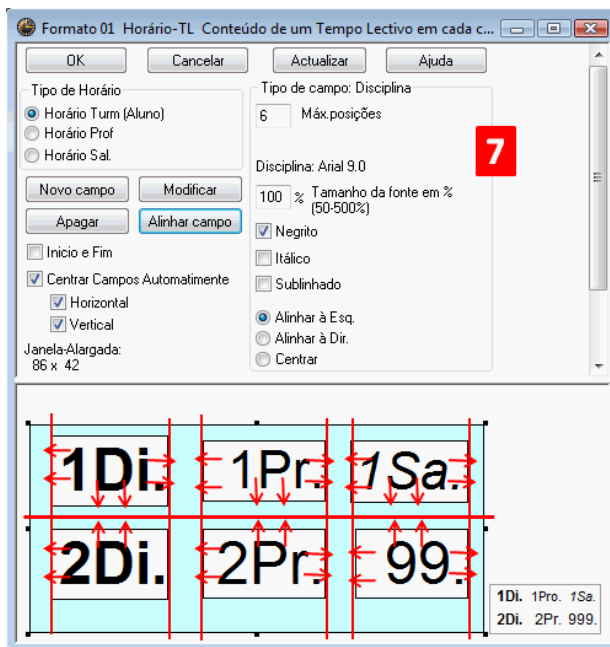 Formato 01 Horário-TL Conteúdo de um Tempo Lectivo em cada c...
OK Cancelar Actualizar Ajuda
Tipo de Horário
Horário Turm (Aluno)
Horário Prof
Horário Sal.
Novo campo Modificar
Apagar Alinhar campo
Inicio e Fim
Centrar Campos Automatimente
Horizontal
Vertical
Janela-Alargada:
86 x 42
Tipo de campo: Disciplina
6 Máx.posições
7
Disciplina: Arial 9.0
100 % Tamanho da fonte em %
(50-500%)
Negrito
Itálico
Sublinhado
Alinhar à Esq.
Alinhar à Dir.
Centrar
1Di. 1Pr. 1Sa.
2Di. 2Pr. 99.
1Di. 1Pro. 1Sa.
2Di. 2Pr. 999.